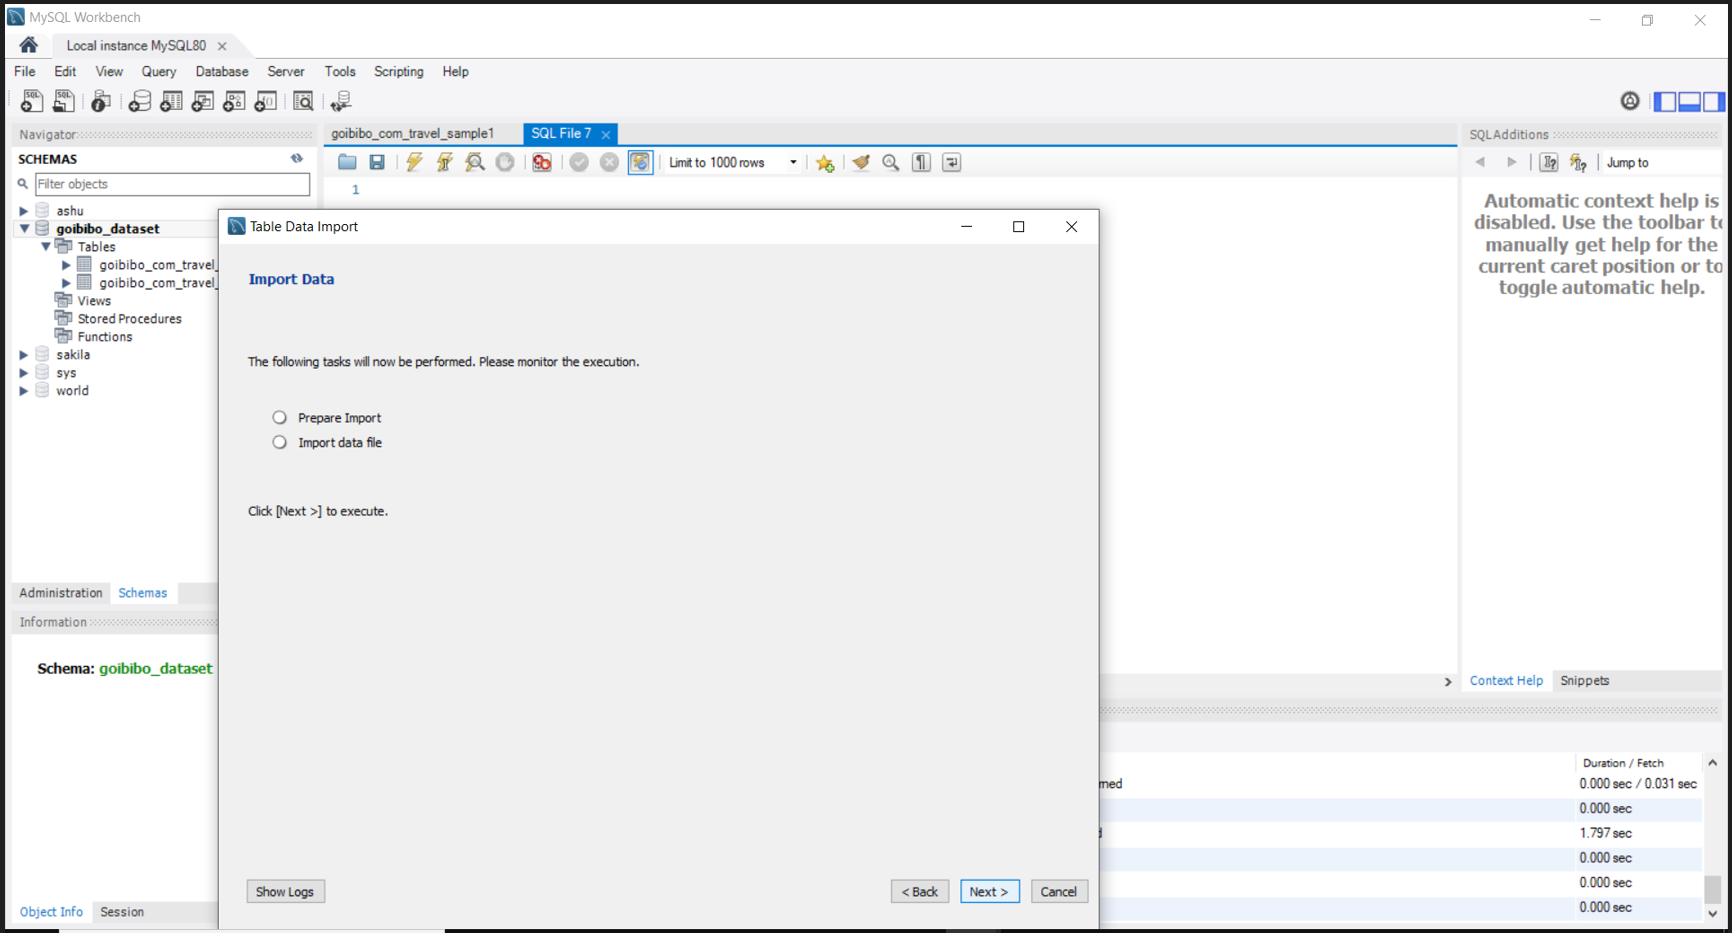 MySQL Workbench
Local instance MySQL80
File Edit View Query Database Server Tools Scripting Help
Navigator
SCHEMAS
Filter objects
ashu
goibibo_dataset
Tables
goibibo_com_travel_
goibibo_com_travel_
Views
Stored Procedures
Functions
sakila
sys
world
Administration Schemas
Information
Schema: goibibo_dataset
Object Info Session
goibibo_com_travel_sample1 SQL File 7
Limit to 1000 rows
1
Table Data Import
Import Data
The following tasks will now be performed. Please monitor the execution.
Prepare Import
Import data file
Click [Next >] to execute.
Show Logs < Back Next > Cancel
SQLAdditions
Jump to
Automatic context help is
disabled. Use the toolbar to
manually get help for the
current caret position or to
toggle automatic help.
Context Help Snippets
Duration / Fetch
med 0.000 sec / 0.031 sec
0.000 sec
1.797 sec
0.000 sec
0.000 sec
0.000 sec